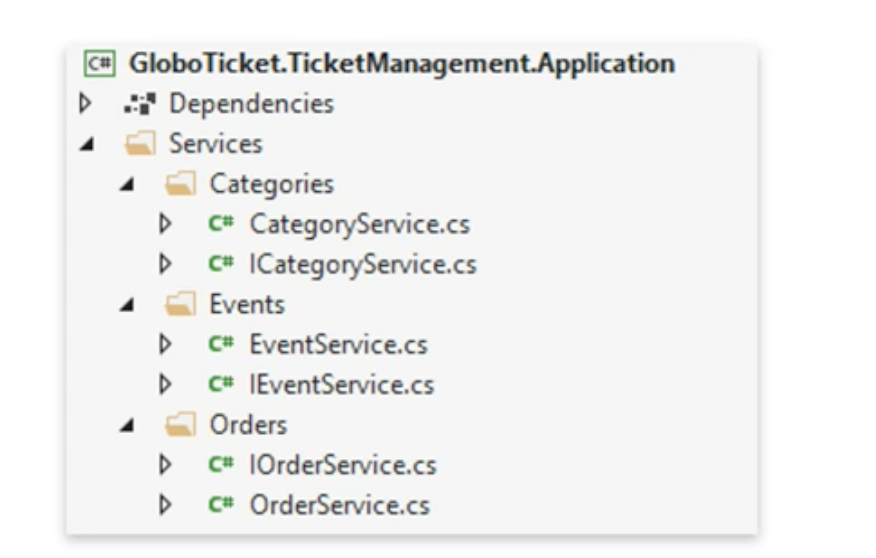 C# GloboTicket.TicketManagement.Application
Dependencies
Services
Categories
C# CategoryService.cs
C# ICategoryService.cs
Events
C# EventService.cs
C# IEventService.cs
Orders
C# IOrderService.cs
C# OrderService.cs